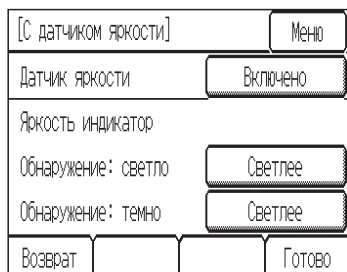 [С датчиком яркости] Меню
Датчик яркости Включено
Яркость индикатор
Обнаружение: светло Светлее
Обнаружение: темно Светлее
Возврат Готово